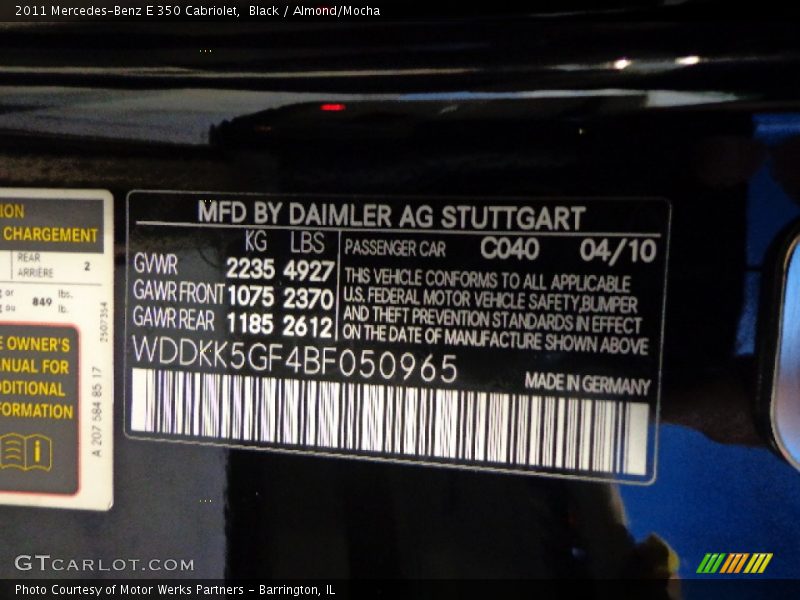 2011 Mercedes-Benz E 350 Cabriolet, Black / Almond/Mocha
ION
CHARGEMENT
REAR
ARRIÈRE 2
849 lbs.
lb.
2507354
E OWNER'S
ANUAL FOR
DDITIONAL
FORMATION
A 207 584 85 17
MFD BY DAIMLER AG STUTTGART
KG LBS
GVWR 2235 4927
GAWR FRONT 1075 2370
GAWR REAR 1185 2612
PASSENGER CAR C040 04/10
THIS VEHICLE CONFORMS TO ALL APPLICABLE
U.S. FEDERAL MOTOR VEHICLE SAFETY,BUMPER
AND THEFT PREVENTION STANDARDS IN EFFECT
ON THE DATE OF MANUFACTURE SHOWN ABOVE
WDDKK5GF4BF050965
MADE IN GERMANY
GTCARLOT.COM
Photo Courtesy of Motor Werks Partners - Barrington, IL